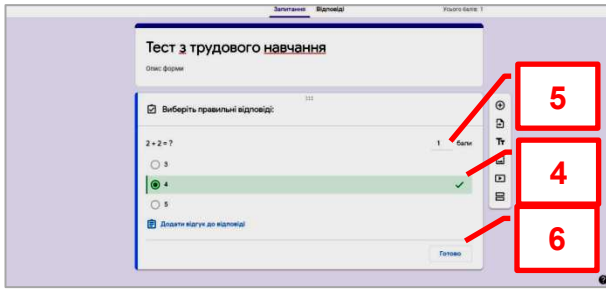 Запитання Відповіді Усього балів: 1
Тест з трудового навчання
Опис форми
Виберіть правильні відповіді:
2 + 2 = ?
1 бали
3
4
5
Додати відгук до відповіді
Готово
Тт
5
4
6